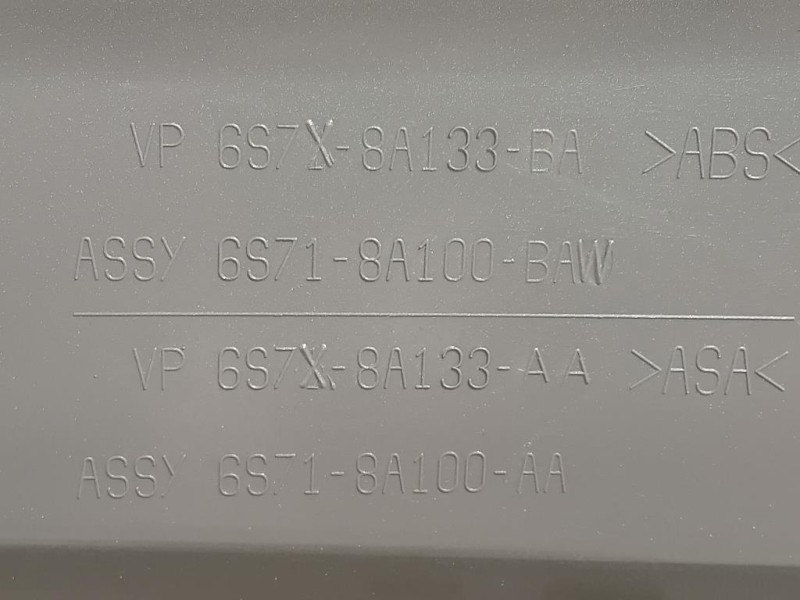 VP 6S7X-8A133-BA >ABS<
ASSY 6S71-8A100-BAW
VP 6S7X-8A133-AA >ASA<
ASSY 6S71-8A100-AA